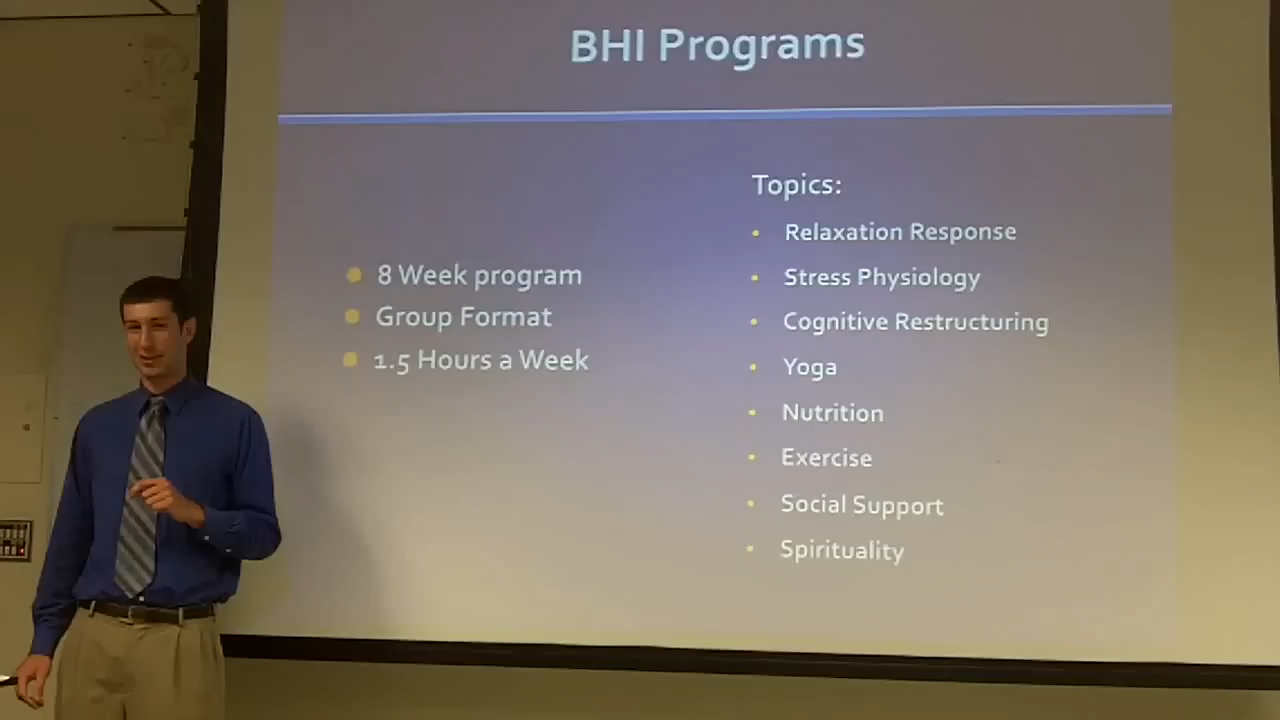 BHI Programs
8 Week program
Group Format
1.5 Hours a Week
Topics:
Relaxation Response
Stress Physiology
Cognitive Restructuring
Yoga
Nutrition
Exercise
Social Support
Spirituality